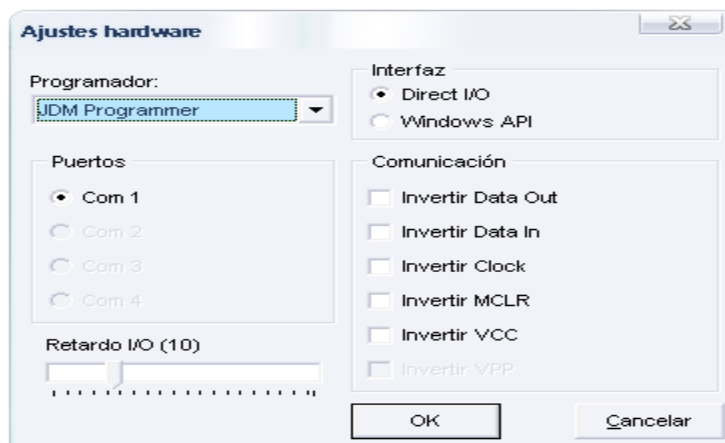 Ajustes hardware
Programador:
JDM Programmer
Interfaz
Direct I/O
Windows API
Puertos
Com 1
Com 2
Com 3
Com 4
Comunicación
Invertir Data Out
Invertir Data In
Invertir Clock
Invertir MCLR
Invertir VCC
Invertir VPP
Retardo I/O (10)
OK
Cancelar